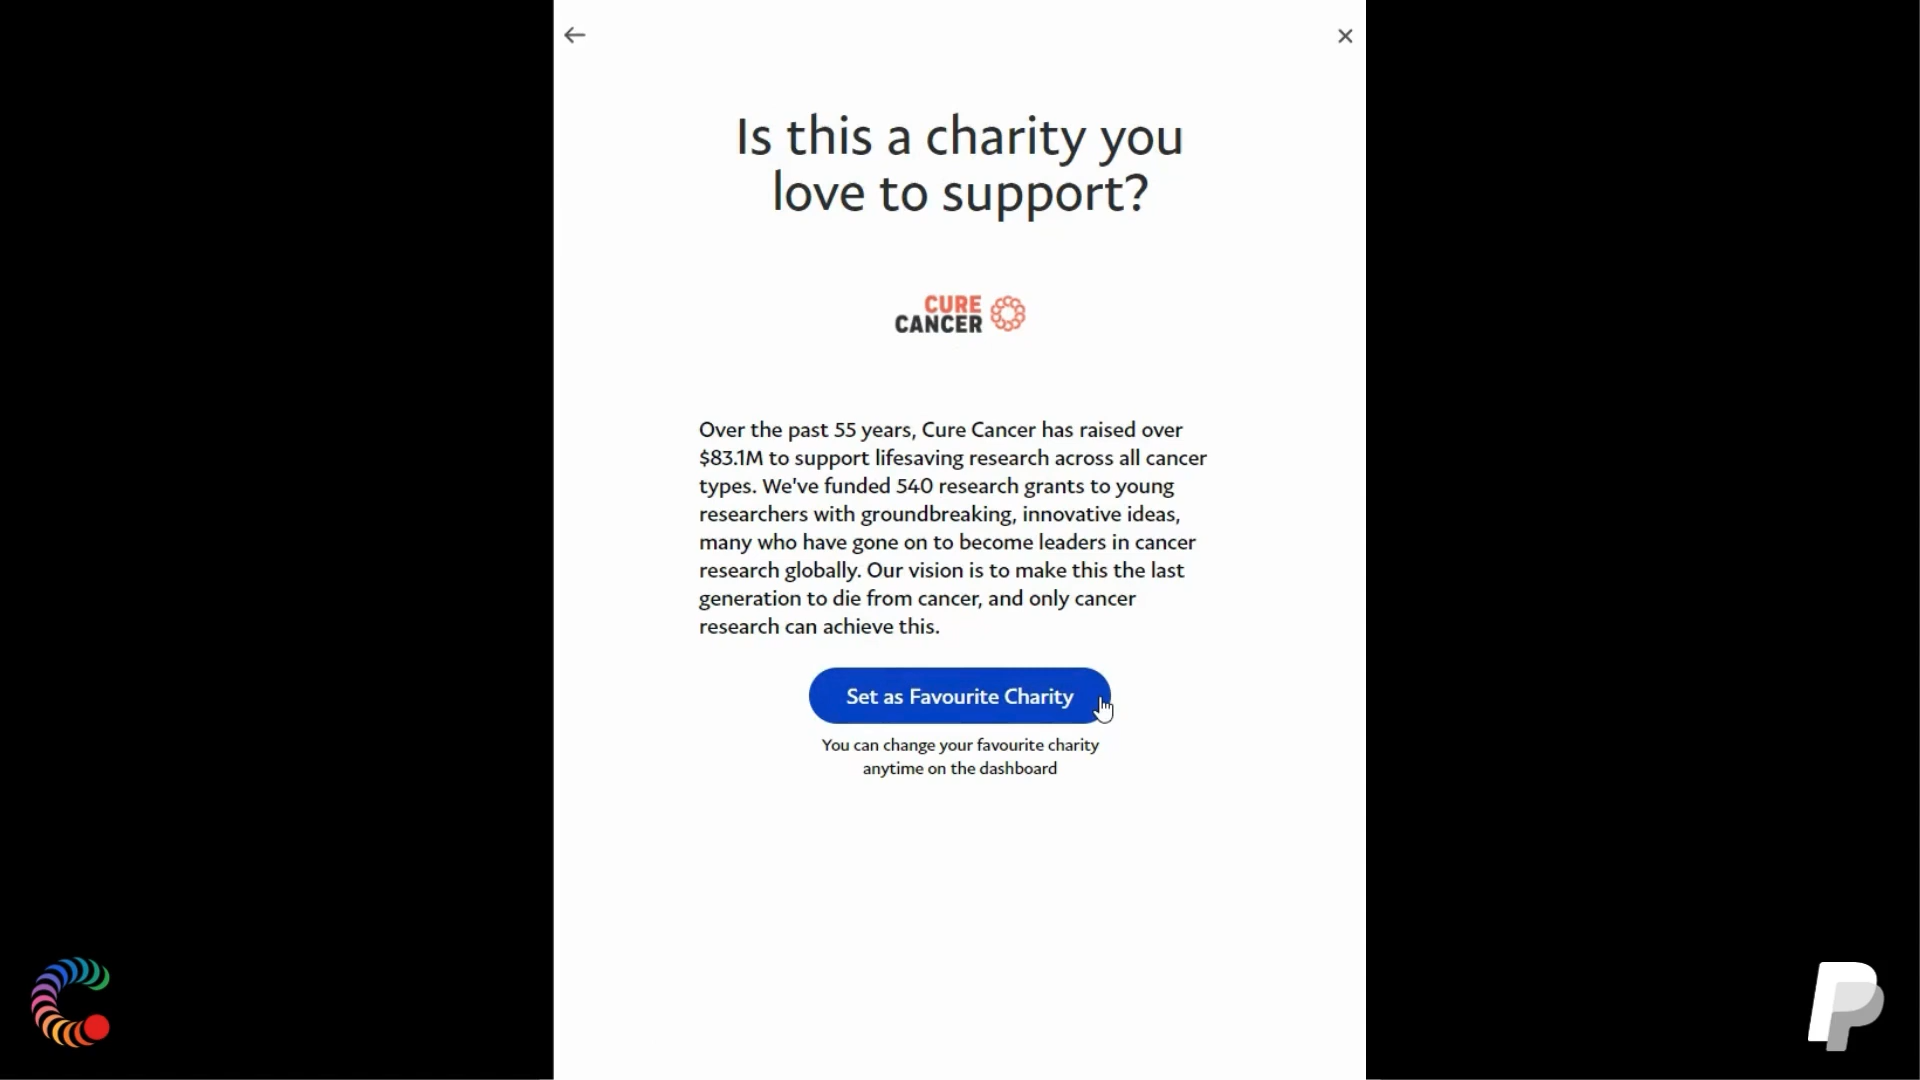 Is this a charity you
love to support?
CURE
CANCER
Over the past 55 years, Cure Cancer has raised over
$83.1M to support lifesaving research across all cancer
types. We've funded 540 research grants to young
researchers with groundbreaking, innovative ideas,
many who have gone on to become leaders in cancer
research globally. Our vision is to make this the last
generation to die from cancer, and only cancer
research can achieve this.
Set as Favourite Charity
You can change your favourite charity
anytime on the dashboard